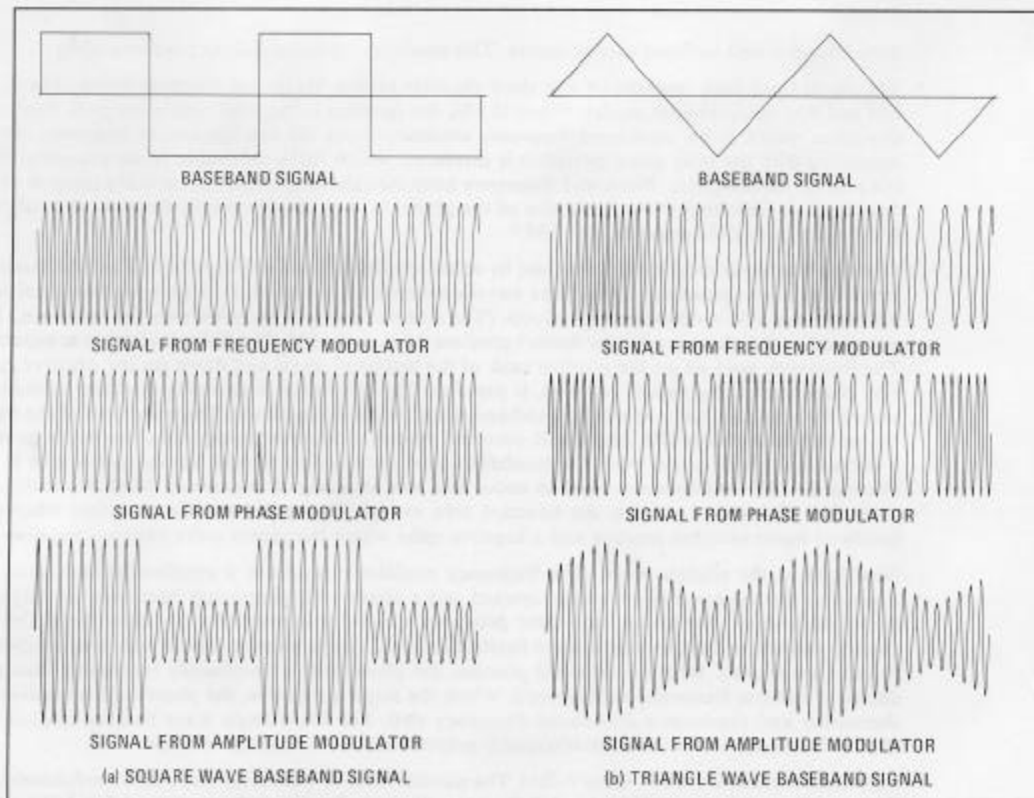 BASEBAND SIGNAL
BASEBAND SIGNAL
SIGNAL FROM FREQUENCY MODULATOR
SIGNAL FROM FREQUENCY MODULATOR
SIGNAL FROM PHASE MODULATOR
SIGNAL FROM PHASE MODULATOR
SIGNAL FROM AMPLITUDE MODULATOR
SIGNAL FROM AMPLITUDE MODULATOR
(a) SQUARE WAVE BASEBAND SIGNAL
(b) TRIANGLE WAVE BASEBAND SIGNAL